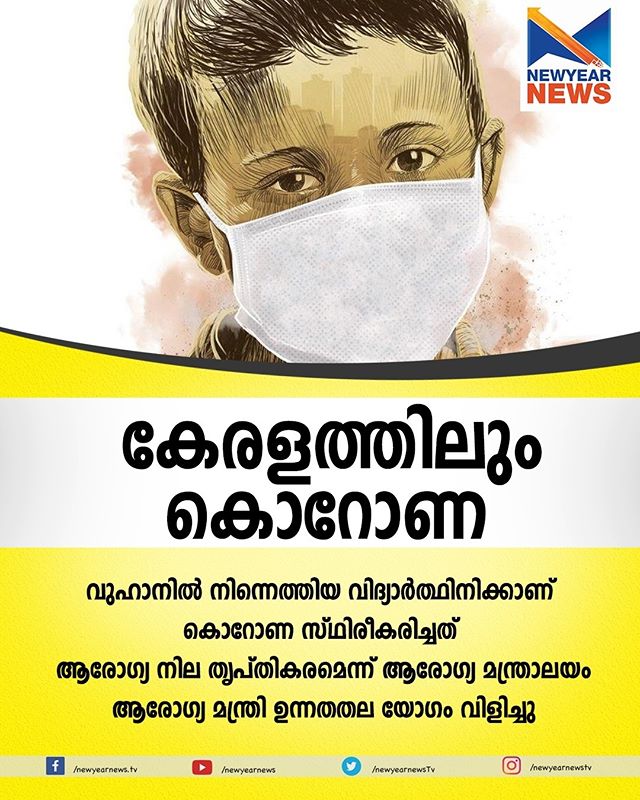 NEWYEAR
NEWS
കേരളത്തിലും
കൊറോണ
വുഹാനിൽ നിന്നെത്തിയ വിദ്യാർത്ഥിനിക്കാണ്
കൊറോണ സ്ഥിരീകരിച്ചത്
ആരോഗ്യ നില തൃപ്തികരമെന്ന് ആരോഗ്യ മന്ത്രാലയം
ആരോഗ്യ മന്ത്രി ഉന്നതതല യോഗം വിളിച്ചു
/newyearnews.tv /newyearnews /newyearnewsTv /newyearnewstv